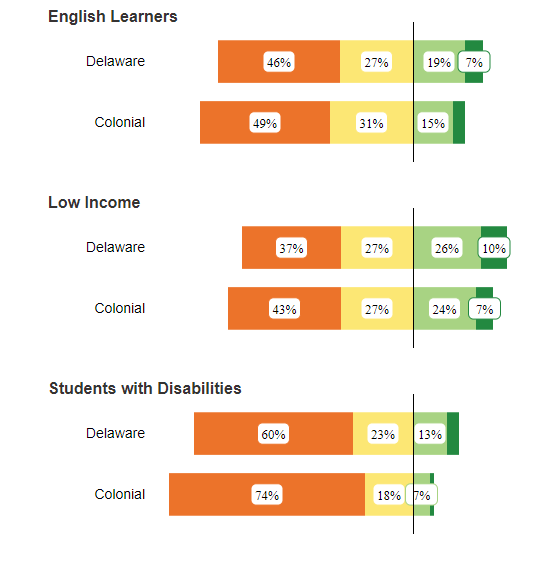 English Learners
Delaware 46% 27% 19% 7%
Colonial 49% 31% 15%
Low Income
Delaware 37% 27% 26% 10%
Colonial 43% 27% 24% 7%
Students with Disabilities
Delaware 60% 23% 13%
Colonial 74% 18% 7%